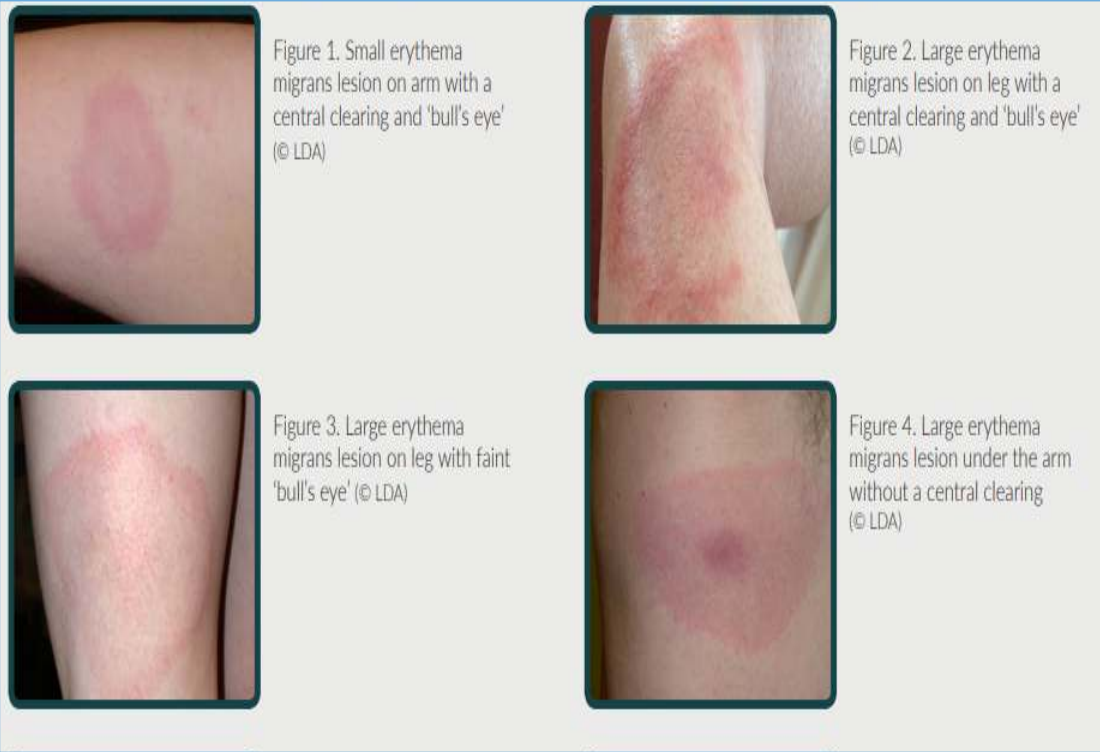 Figure 1. Small erythema
migrans lesion on arm with a
central clearing and 'bull's eye'
(© LDA)
Figure 2. Large erythema
migrans lesion on leg with a
central clearing and 'bull's eye'
(© LDA)
Figure 3. Large erythema
migrans lesion on leg with faint
'bull's eye' (© LDA)
Figure 4. Large erythema
migrans lesion under the arm
without a central clearing
(© LDA)